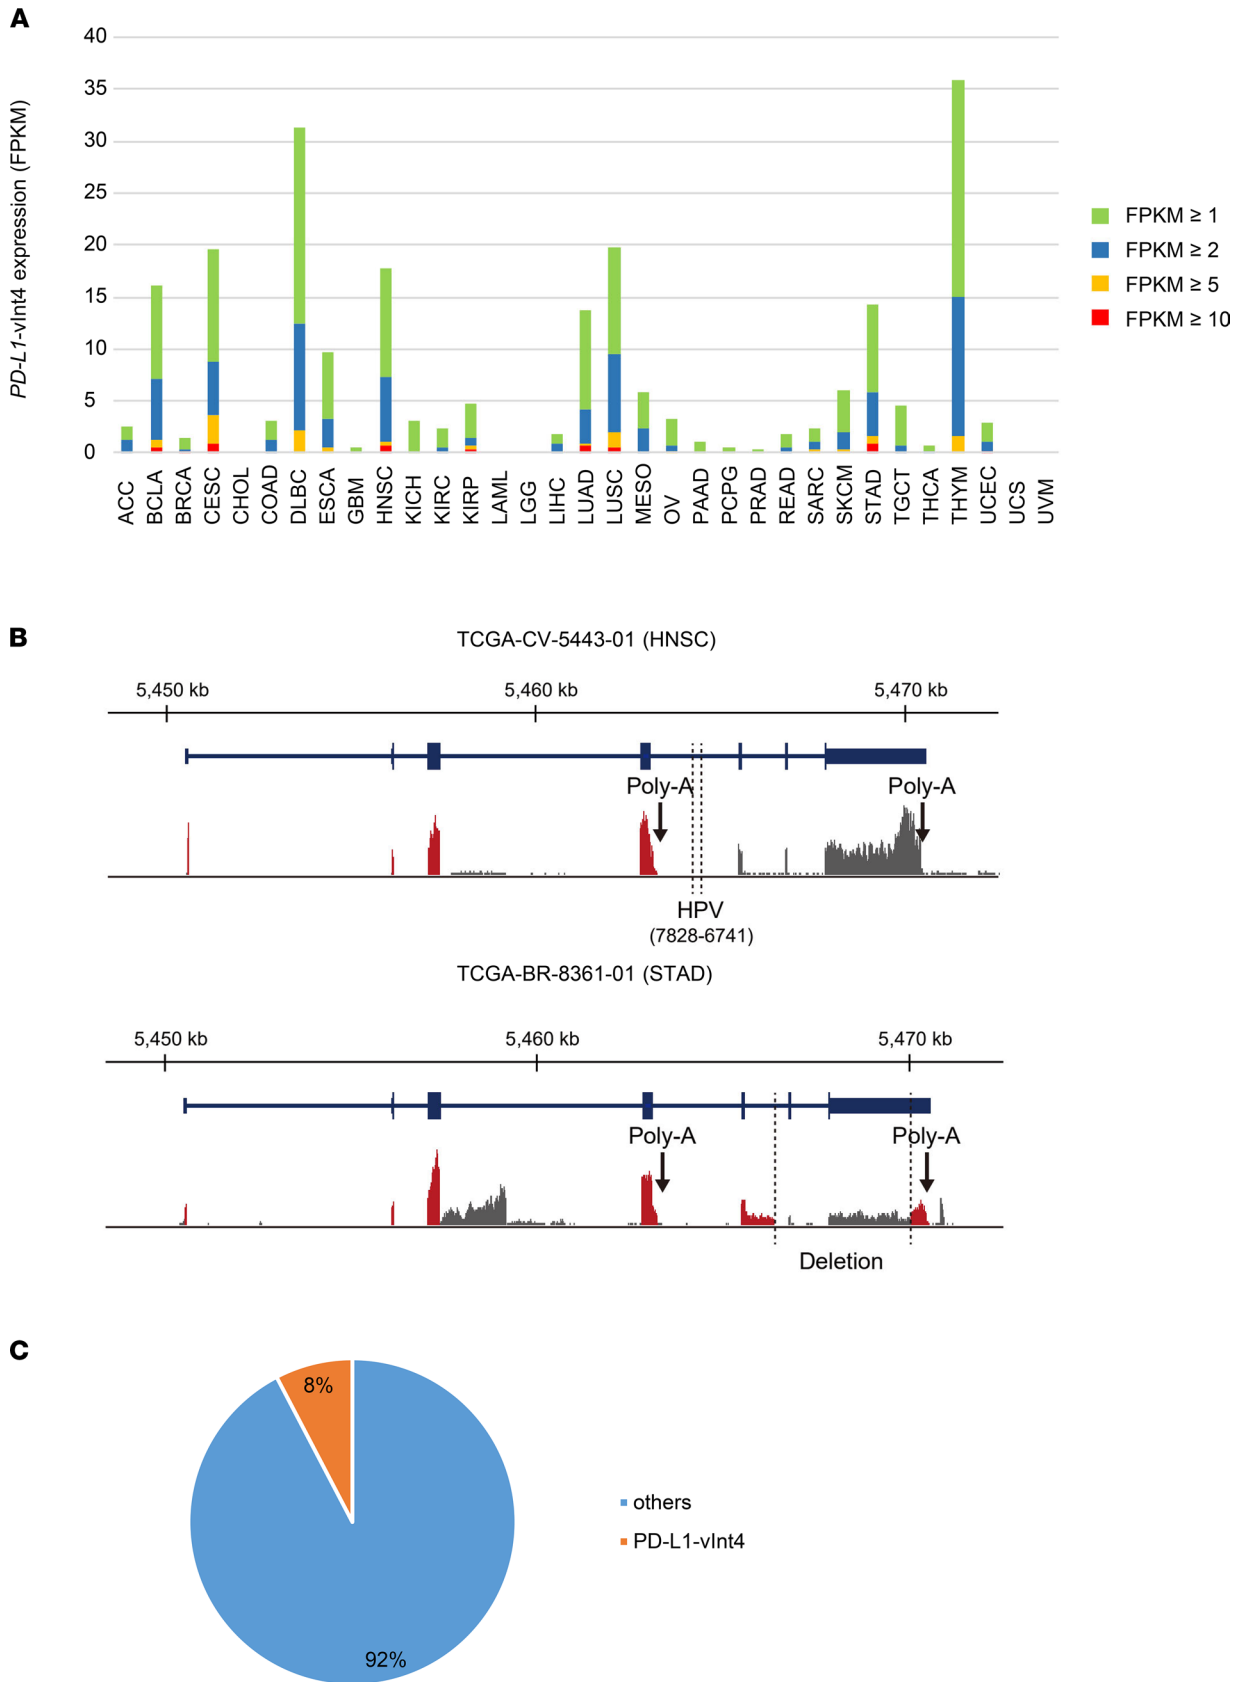 A
PD-L1-vInt4 expression (FPKM)
40
35
30
25
20
15
10
5
0
ACC
BCLA
BRCA
CESC
CHOL
COAD
DLBC
ESCA
GBM
HNSC
KICH
KIRC
KIRP
LAML
LGG
LIHC
LUAD
LUSC
MESO
OV
PAAD
PCPG
PRAD
READ
SARC
SKCM
STAD
TGCT
THCA
THYM
UCEC
UCS
UVM
FPKM ≥ 1
FPKM ≥ 2
FPKM ≥ 5
FPKM ≥ 10
B
TCGA-CV-5443-01 (HNSC)
5,450 kb 5,460 kb 5,470 kb
Poly-A Poly-A
HPV
(7828-6741)
TCGA-BR-8361-01 (STAD)
5,450 kb 5,460 kb 5,470 kb
Poly-A Poly-A
Deletion
C
8%
92%
others
PD-L1-vInt4